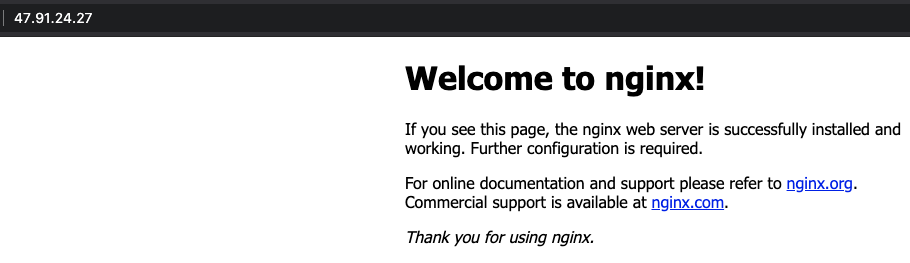 47.91.24.27
Welcome to nginx!
If you see this page, the nginx web server is successfully installed and
working. Further configuration is required.
For online documentation and support please refer to nginx.org.
Commercial support is available at nginx.com.
Thank you for using nginx.